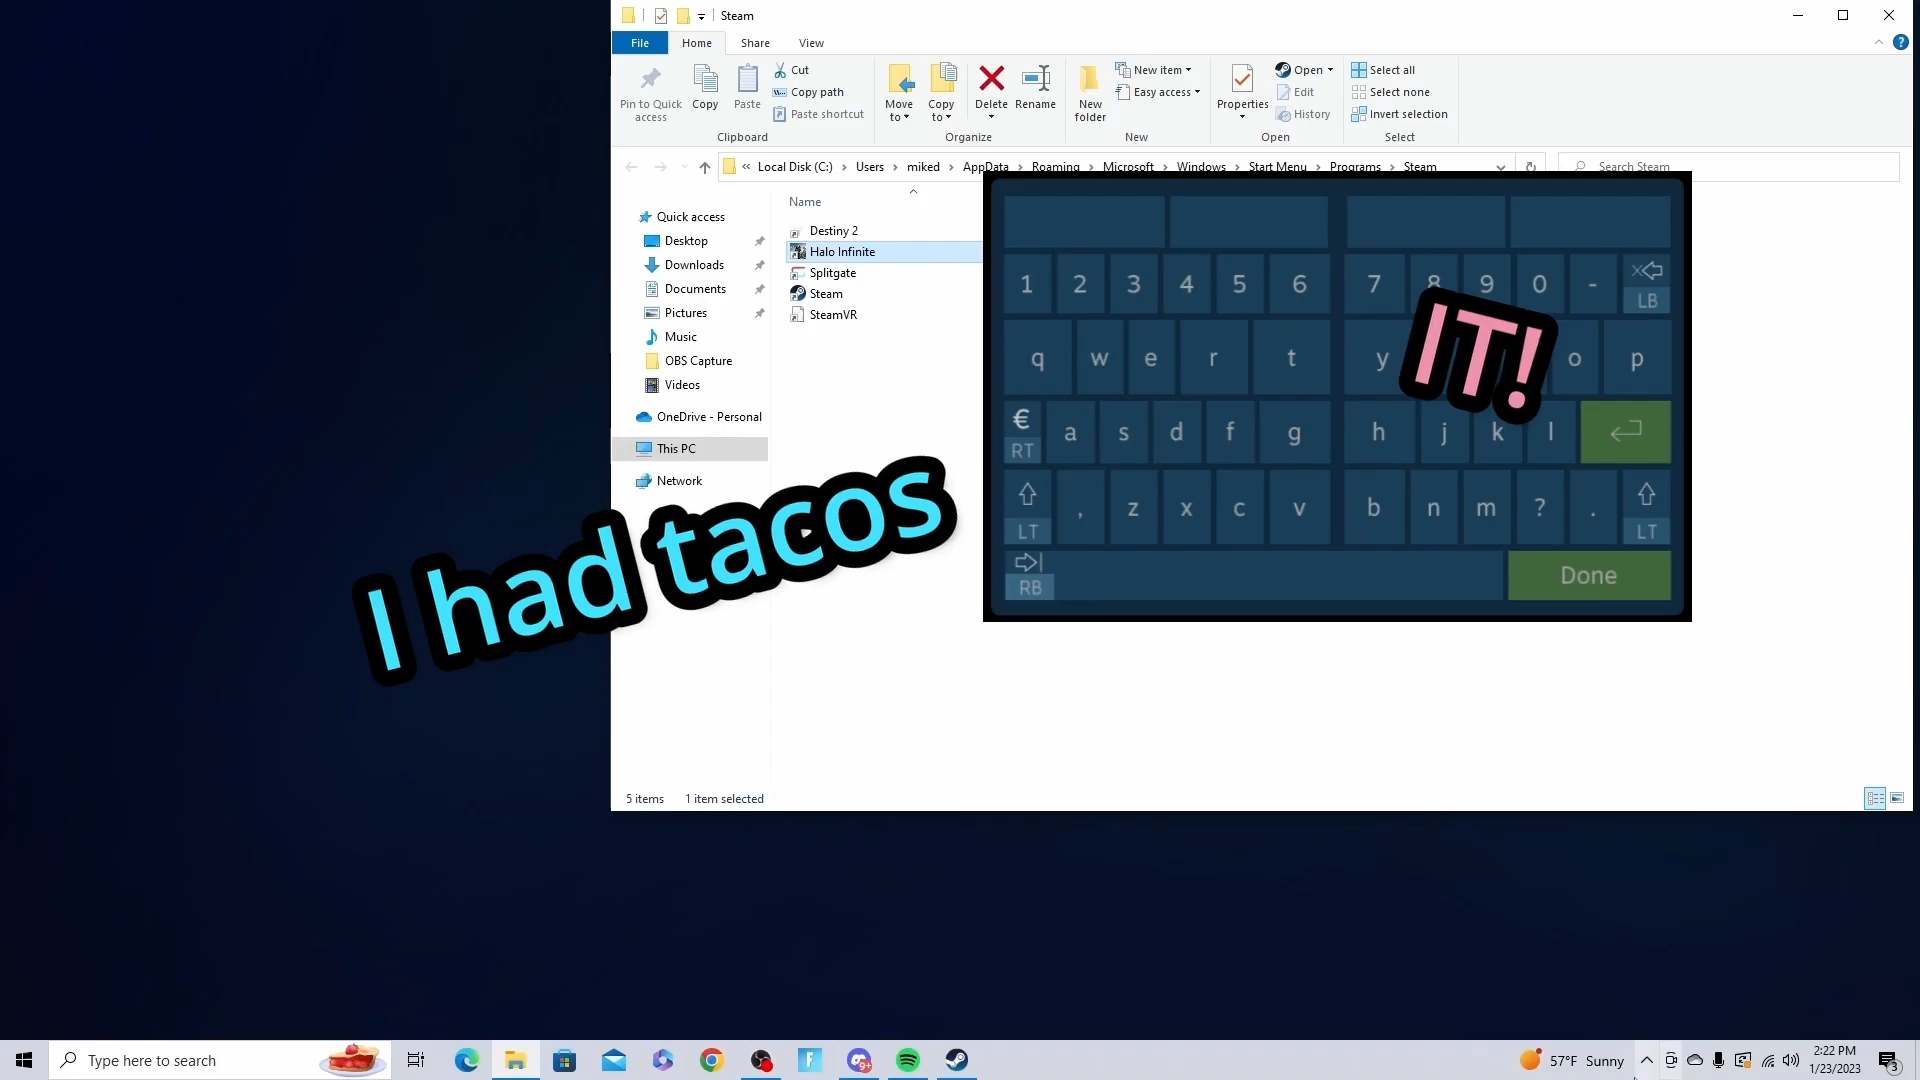 Steam
File Home Share View
Pin to Quick access
Copy
Paste
Cut
Copy path
Paste shortcut
Clipboard
Move to
Copy to
Delete
Rename
Organize
New folder
New item
Easy access
New
Properties
Open
Edit
History
Open
Select all
Select none
Invert selection
Select
« Local Disk (C:) › Users › miked › AppData › Roaming › Microsoft › Windows › Start Menu › Programs › Steam
Search Steam
Quick access
Desktop
Downloads
Documents
Pictures
Music
OBS Capture
Videos
OneDrive - Personal
This PC
Network
Name
Destiny 2
Halo Infinite
Splitgate
Steam
SteamVR
1 2 3 4 5 6 7 8 9 0 -
LB
q w e r t y o p
€ a s d f g h j k l
RT
, z x c v b n m ? .
LT LT
RB
Done
IT!
I had tacos
5 items 1 item selected
Type here to search
9+
57°F Sunny
2:22 PM
1/23/2023
3